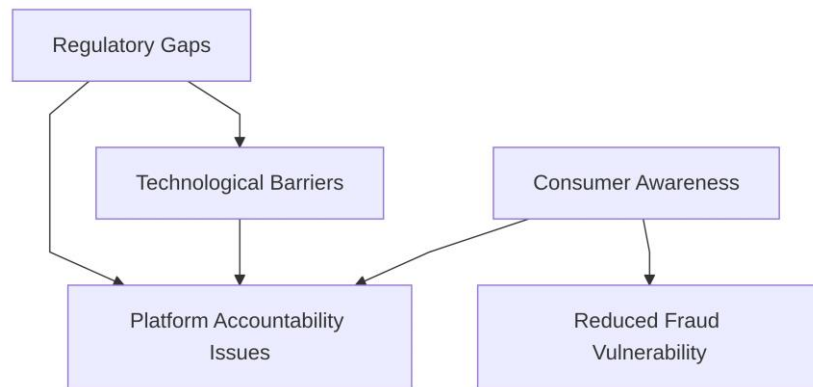 Regulatory Gaps
Technological Barriers
Consumer Awareness
Platform Accountability
Issues
Reduced Fraud
Vulnerability